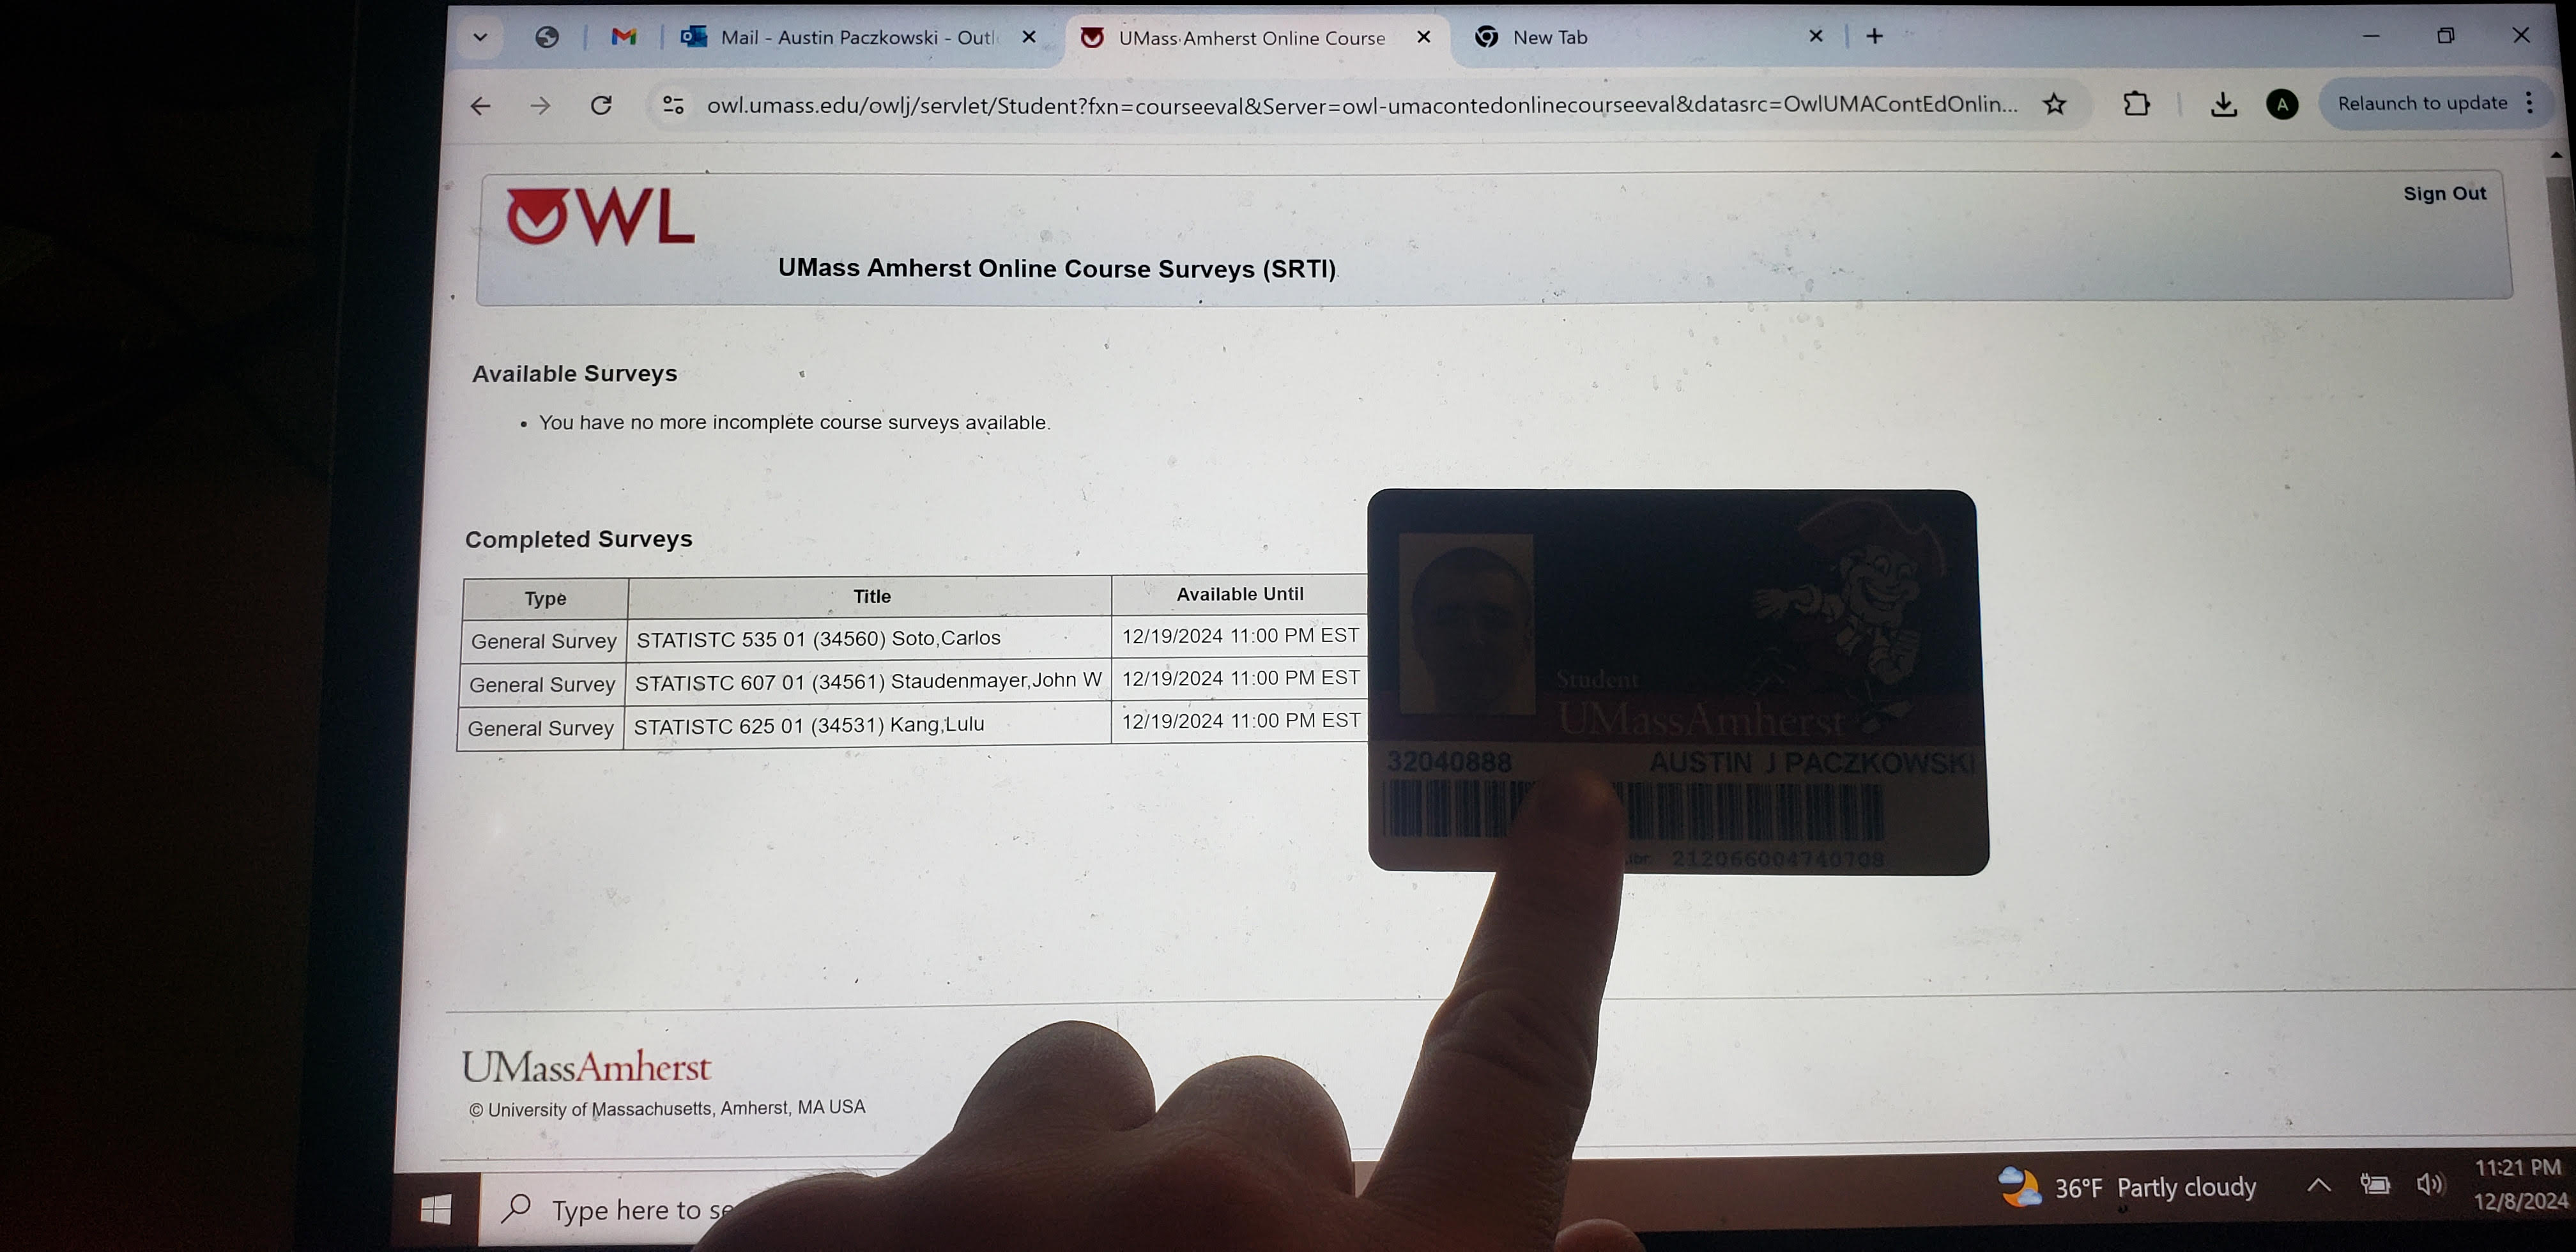 Mail - Austin Paczkowski - Outl
UMass Amherst Online Course
New Tab
owl.umass.edu/owlj/servlet/Student?fxn=courseeval&Server=owl-umacontedonlinecourseeval&datasrc=OwlUMAContEdOnlin...
A
Relaunch to update
OWL
Sign Out
UMass Amherst Online Course Surveys (SRTI)
Available Surveys
• You have no more incomplete course surveys available.
Completed Surveys
Type Title Available Until
General Survey STATISTC 535 01 (34560) Soto,Carlos 12/19/2024 11:00 PM EST
General Survey STATISTC 607 01 (34561) Staudenmayer,John W 12/19/2024 11:00 PM EST
General Survey STATISTC 625 01 (34531) Kang,Lulu 12/19/2024 11:00 PM EST
Student
UMassAmherst
32040888 AUSTIN J PACZKOWSKI
212066004740708
UMassAmherst
© University of Massachusetts, Amherst, MA USA
Type here to se
36°F Partly cloudy
11:21 PM
12/8/2024